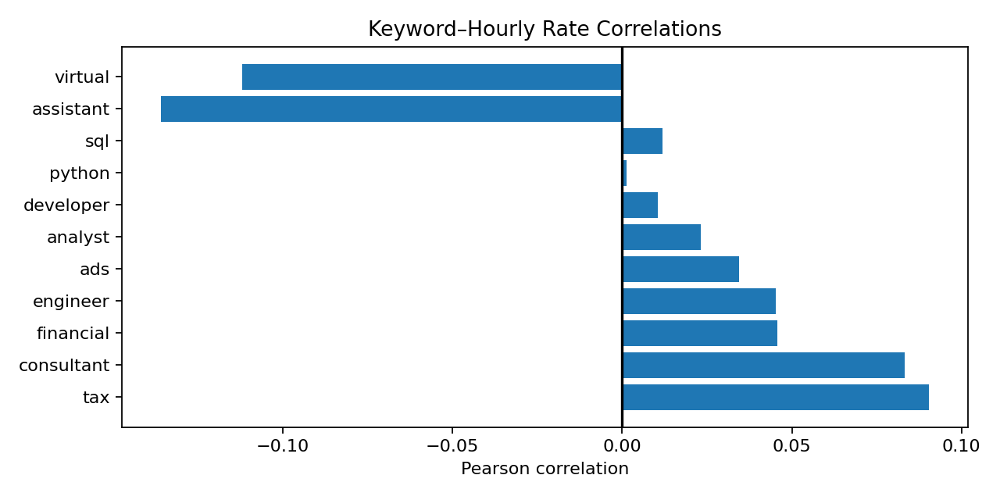 Keyword–Hourly Rate Correlations
virtual
assistant
sql
python
developer
analyst
ads
engineer
financial
consultant
tax
−0.10 −0.05 0.00 0.05 0.10
Pearson correlation